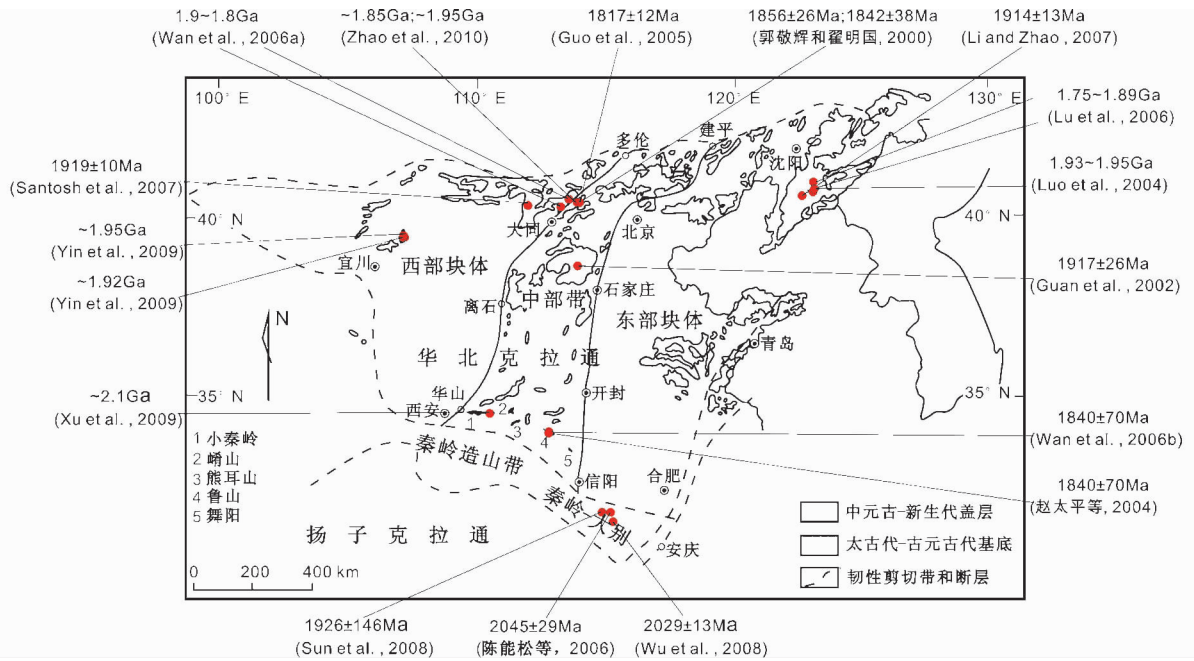 1.9~1.8Ga
(Wan et al., 2006a)
~1.85Ga;~1.95Ga
(Zhao et al., 2010)
1817±12Ma
(Guo et al., 2005)
1856±26Ma;1842±38Ma
(郭敬辉和翟明国, 2000)
1914±13Ma
(Li and Zhao, 2007)
100° E
110° E
120° E
130° E
1.75~1.89Ga
(Lu et al., 2006)
多伦
建平
沈阳
1919±10Ma
(Santosh et al., 2007)
1.93~1.95Ga
(Luo et al., 2004)
40° N
40° N
大同
北京
~1.95Ga
(Yin et al., 2009)
宜川
西部块体
1917±26Ma
(Guan et al., 2002)
~1.92Ga
(Yin et al., 2009)
中部带
石家庄
离石
东部块体
N
青岛
华北克拉通
35° N
35° N
~2.1Ga
(Xu et al., 2009)
华山
开封
西安
1
2
3
4
5
1840±70Ma
(Wan et al., 2006b)
1 小秦岭
2 崤山
3 熊耳山
4 鲁山
5 舞阳
秦岭造山带
信阳
合肥
1840±70Ma
(赵太平等, 2004)
秦岭
大别
扬子克拉通
安庆
中元古-新生代盖层
太古代-古元古代基底
韧性剪切带和断层
0 200 400 km
1926±146Ma
(Sun et al., 2008)
2045±29Ma
(陈能松等, 2006)
2029±13Ma
(Wu et al., 2008)